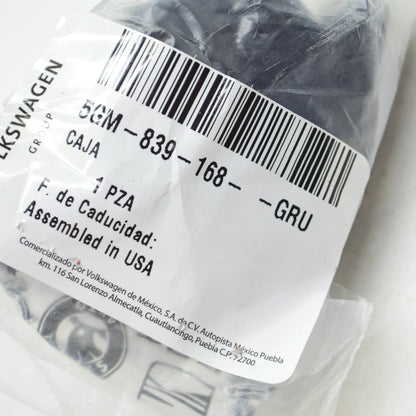 LKSWAGEN
GROUP
5GM-839-168- -GRU
CAJA
1 PZA
F. de Caducidad:
Assembled in USA
Comercializado por Volkswagen de México, S.A. de C.V. Autopista México Puebla
km. 116 San Lorenzo Almecatla, Cuautlancingo, Puebla C.P. 72700